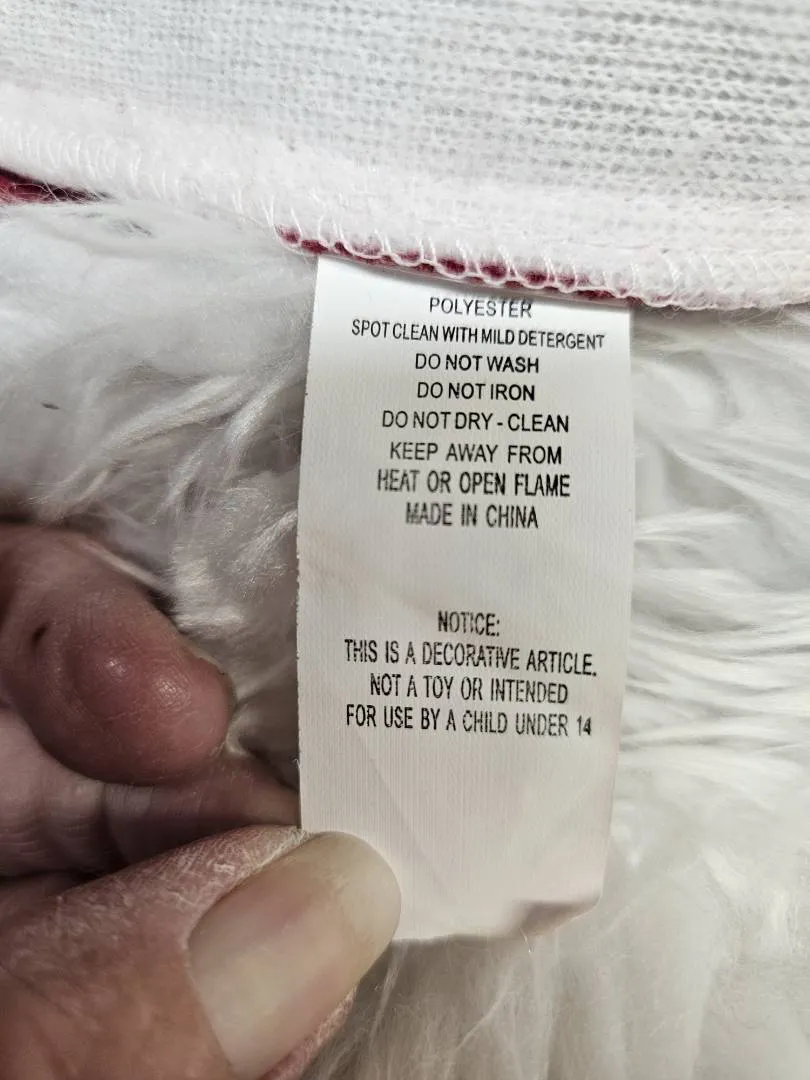 POLYESTER
SPOT CLEAN WITH MILD DETERGENT
DO NOT WASH
DO NOT IRON
DO NOT DRY - CLEAN
KEEP AWAY FROM
HEAT OR OPEN FLAME
MADE IN CHINA
NOTICE:
THIS IS A DECORATIVE ARTICLE.
NOT A TOY OR INTENDED
FOR USE BY A CHILD UNDER 14